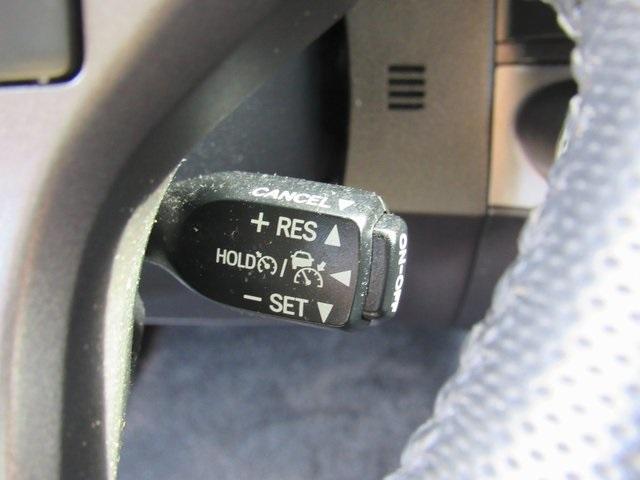 CANCEL
+ RES
HOLD /
− SET
ON-OFF